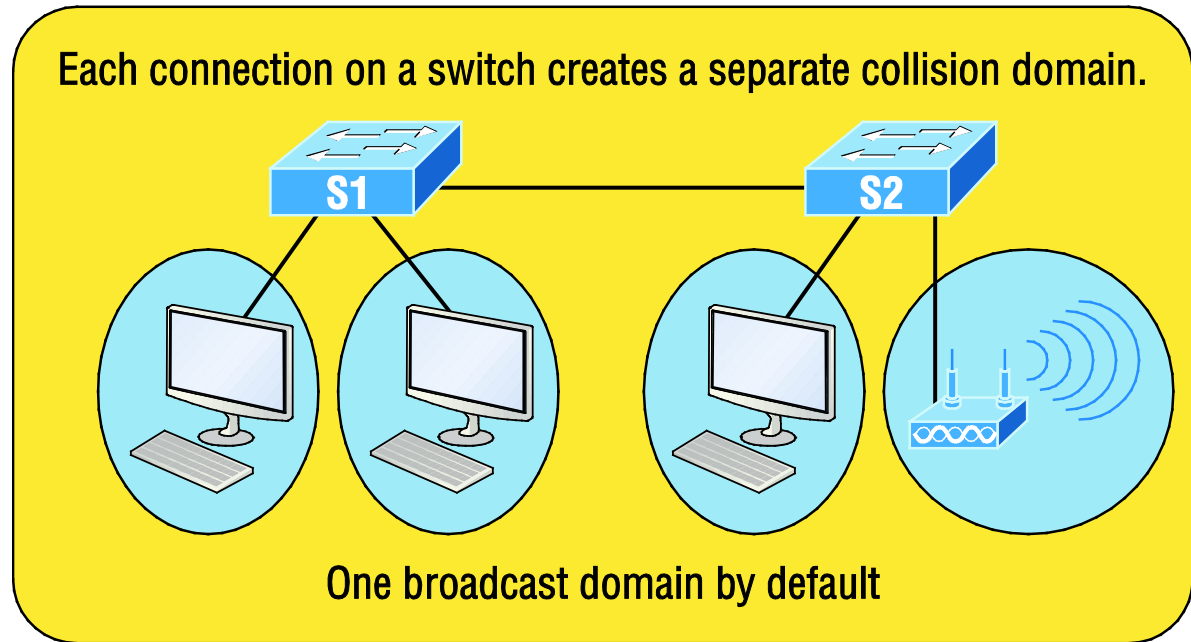 Each connection on a switch creates a separate collision domain.
S1
S2
One broadcast domain by default